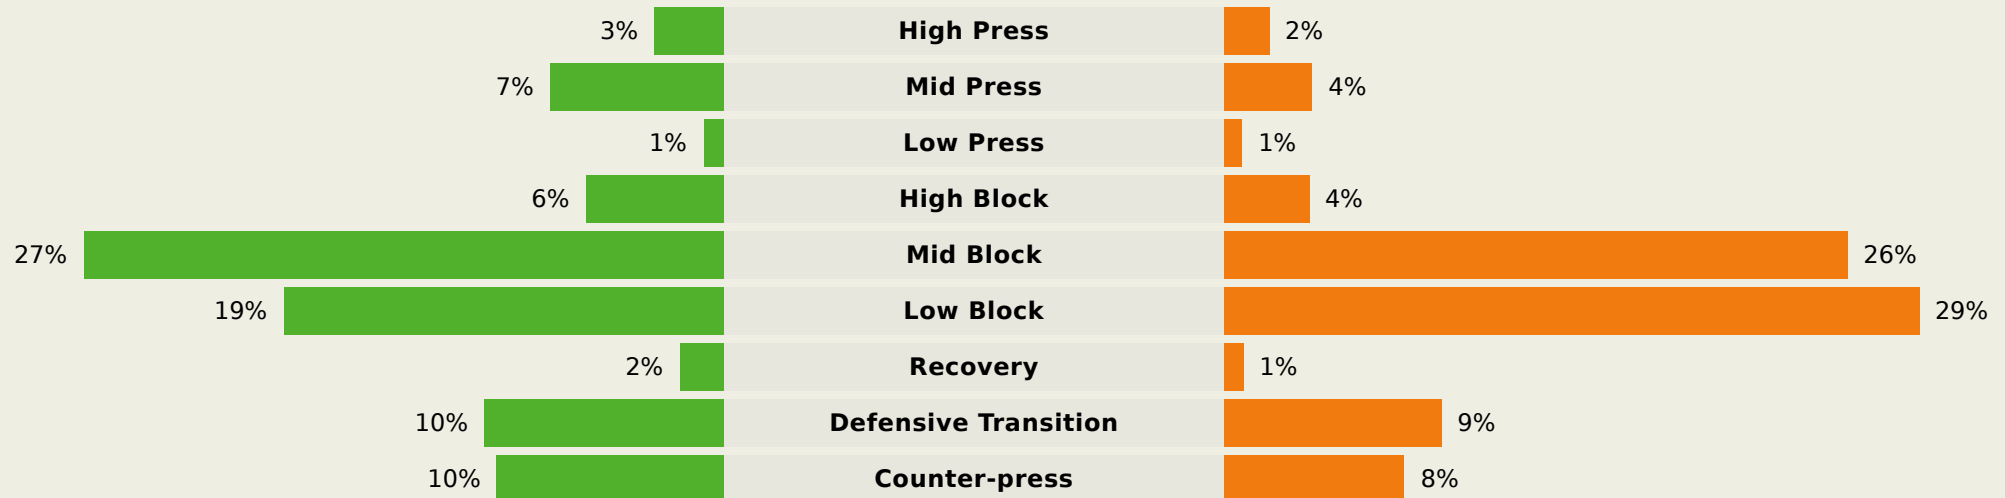 3% High Press 2%
7% Mid Press 4%
1% Low Press 1%
6% High Block 4%
27% Mid Block 26%
19% Low Block 29%
2% Recovery 1%
10% Defensive Transition 9%
10% Counter-press 8%